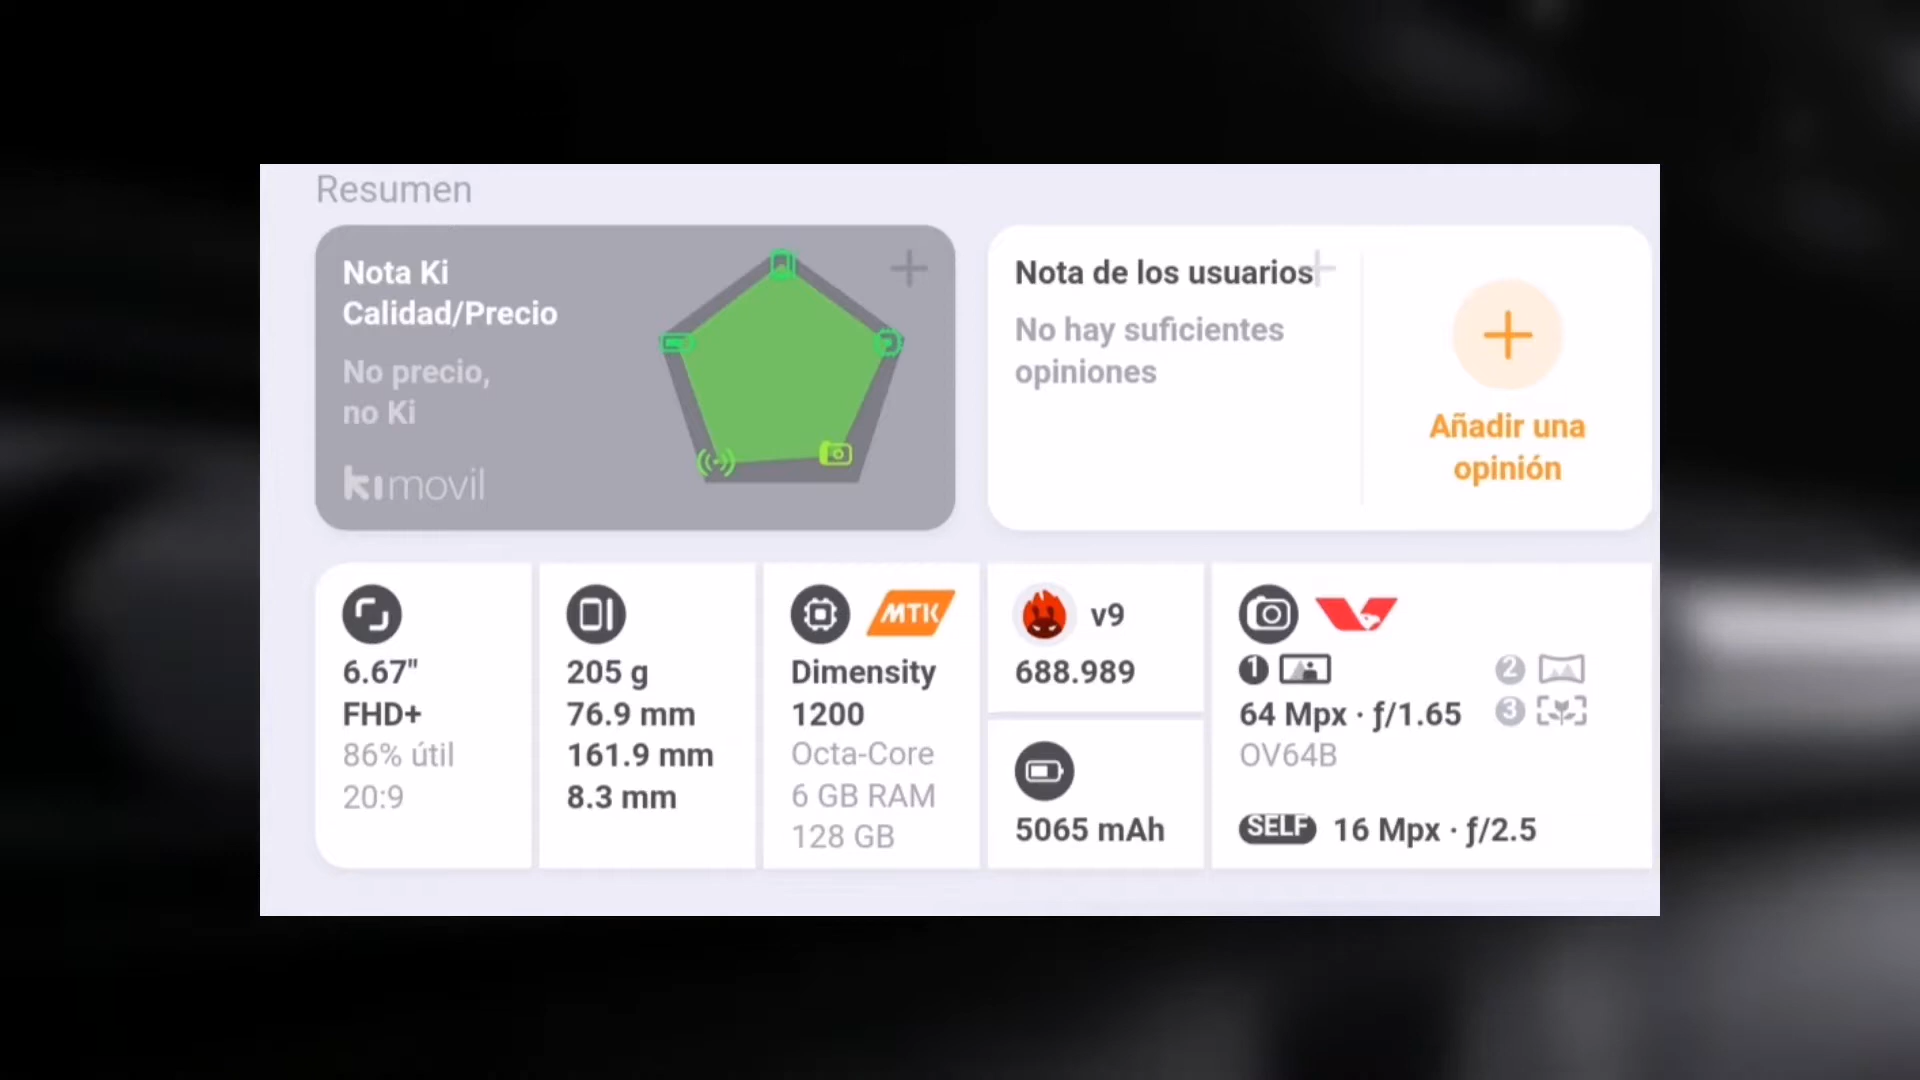 Resumen
Nota Ki
Calidad/Precio
No precio,
no Ki
kimovil
Nota de los usuarios
No hay suficientes
opiniones
Añadir una
opinión
6.67"
FHD+
86% útil
20:9
205 g
76.9 mm
161.9 mm
8.3 mm
MTK
Dimensity
1200
Octa-Core
6 GB RAM
128 GB
v9
688.989
5065 mAh
1
2
64 Mpx · ƒ/1.65
3
OV64B
SELF 16 Mpx · ƒ/2.5